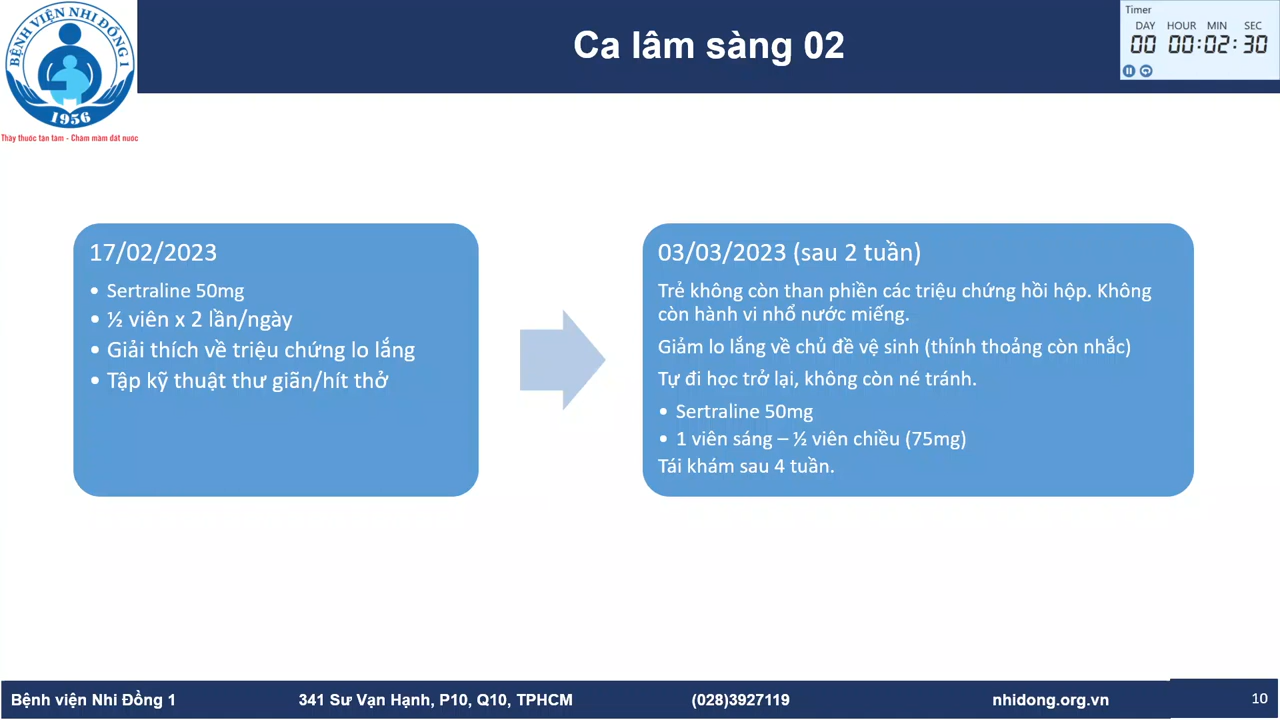 BỆNH VIỆN NHI ĐỒNG 1
1956
Thầy thuốc tận tâm - Chăm mầm đất nước
Ca lâm sàng 02
Timer
DAY HOUR MIN SEC
00 00:02:30
17/02/2023
• Sertraline 50mg
• ½ viên x 2 lần/ngày
• Giải thích về triệu chứng lo lắng
• Tập kỹ thuật thư giãn/hít thở
03/03/2023 (sau 2 tuần)
Trẻ không còn than phiền các triệu chứng hồi hộp. Không
còn hành vi nhổ nước miếng.
Giảm lo lắng về chủ đề vệ sinh (thỉnh thoảng còn nhắc)
Tự đi học trở lại, không còn né tránh.
• Sertraline 50mg
• 1 viên sáng – ½ viên chiều (75mg)
Tái khám sau 4 tuần.
Bệnh viện Nhi Đồng 1 341 Sư Vạn Hạnh, P10, Q10, TPHCM (028)3927119 nhidong.org.vn 10